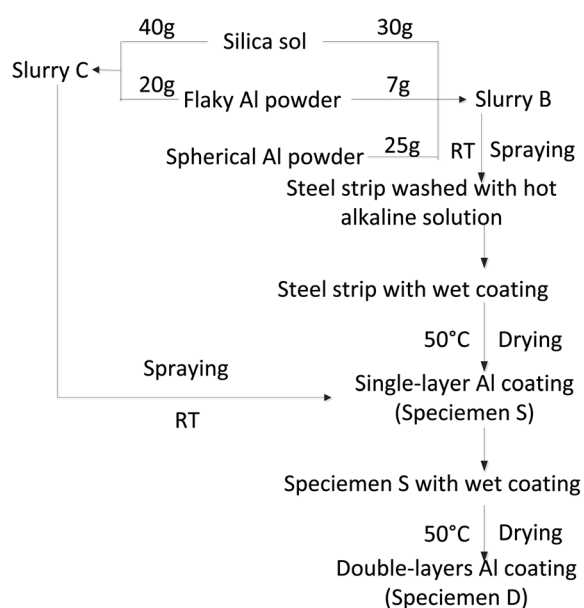 40g Silica sol 30g
Slurry C
20g Flaky Al powder 7g Slurry B
Spherical Al powder 25g RT Spraying
Steel strip washed with hot
alkaline solution
Steel strip with wet coating
50°C Drying
Spraying
Single-layer Al coating
RT
(Speciemen S)
Speciemen S with wet coating
50°C Drying
Double-layers Al coating
(Speciemen D)